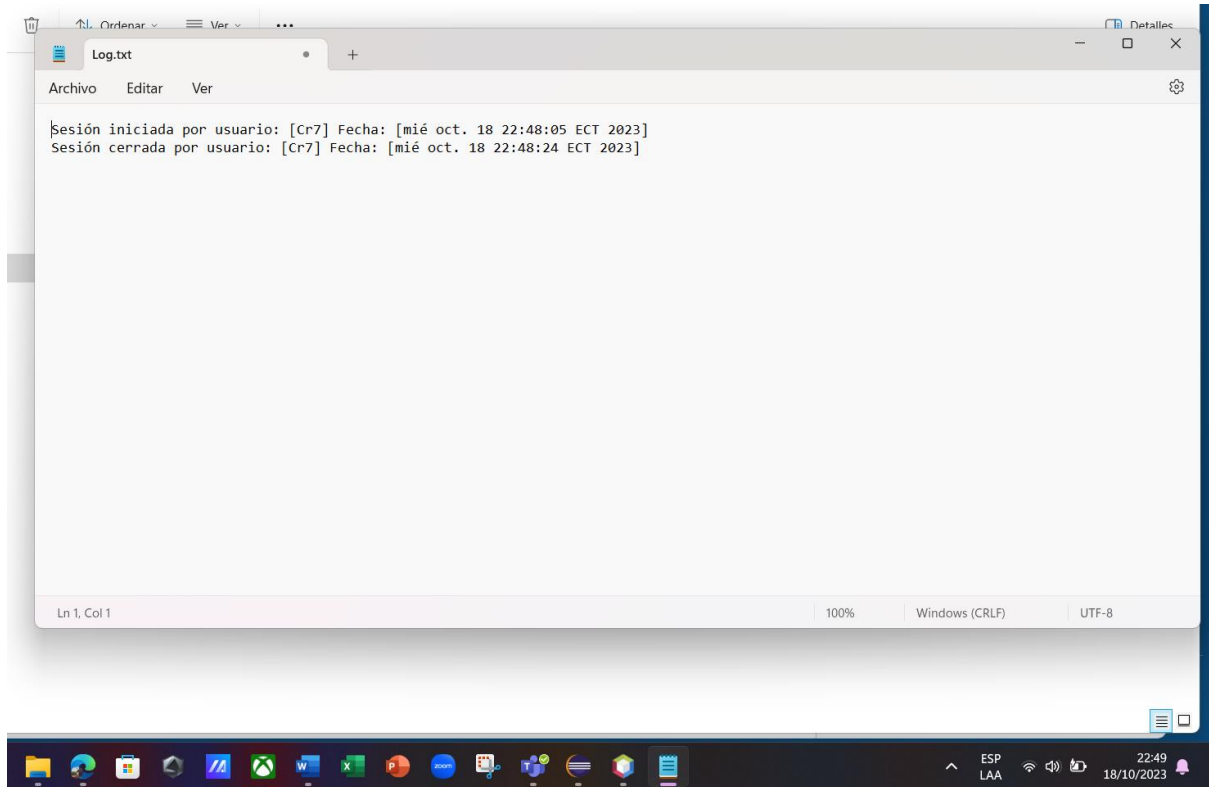 Ordenar Ver ... Detalles
Log.txt
Archivo Editar Ver
Sesión iniciada por usuario: [Cr7] Fecha: [mié oct. 18 22:48:05 ECT 2023]
Sesión cerrada por usuario: [Cr7] Fecha: [mié oct. 18 22:48:24 ECT 2023]
Ln 1, Col 1 100% Windows (CRLF) UTF-8
zoom
ESP 22:49
LAA 18/10/2023